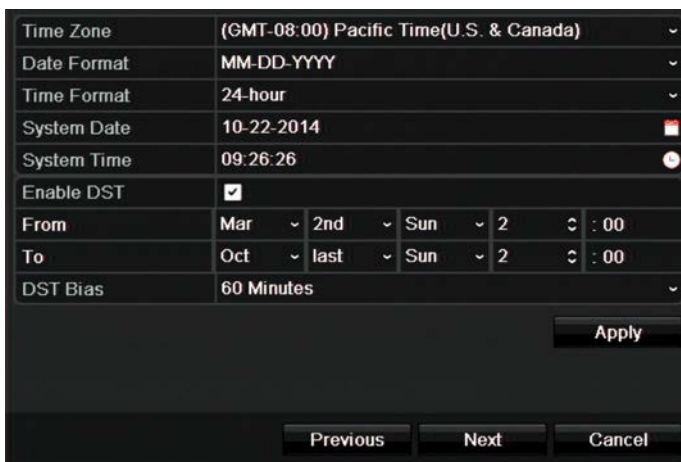 Time Zone (GMT-08:00) Pacific Time(U.S. & Canada)
Date Format MM-DD-YYYY
Time Format 24-hour
System Date 10-22-2014
System Time 09:26:26
Enable DST
From Mar 2nd Sun 2 : 00
To Oct last Sun 2 : 00
DST Bias 60 Minutes
Apply
Previous Next Cancel